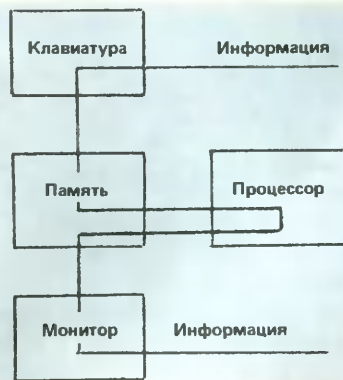 Клавиатура Информация
Память Процессор
Монитор Информация